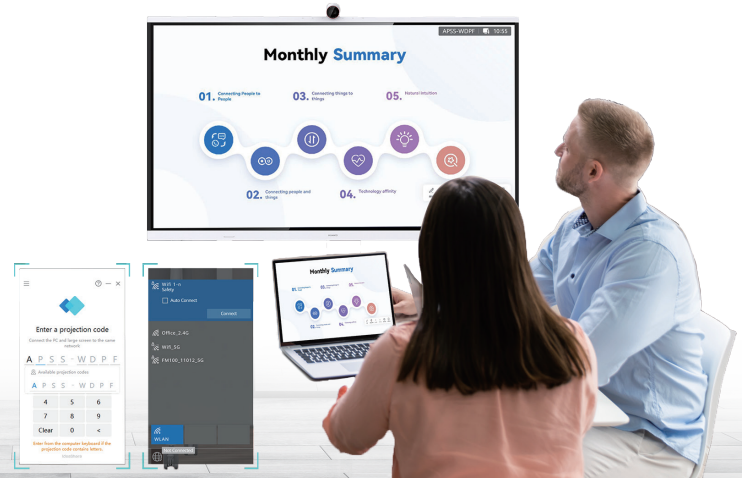 APSS-WDPF 10:55
Monthly Summary
01. Connecting People to
People
03. Connecting things to
things
05. Natural intuition
02. Connecting people and
things
04. Technology affinity
Monthly Summary
Enter a projection code
Connect the PC and large screen to the same
network
A P S S - W D P F
Available projection codes
A P S S - W D P F
4 5 6
7 8 9
Clear 0 <
Enter from the computer keyboard if the
projection code contains letters.
Wifi 1-n
Safety
Auto Connect
Connect
Office_2.4G
Wifi_5G
FM100_11012_5G
WLAN
Not Connected